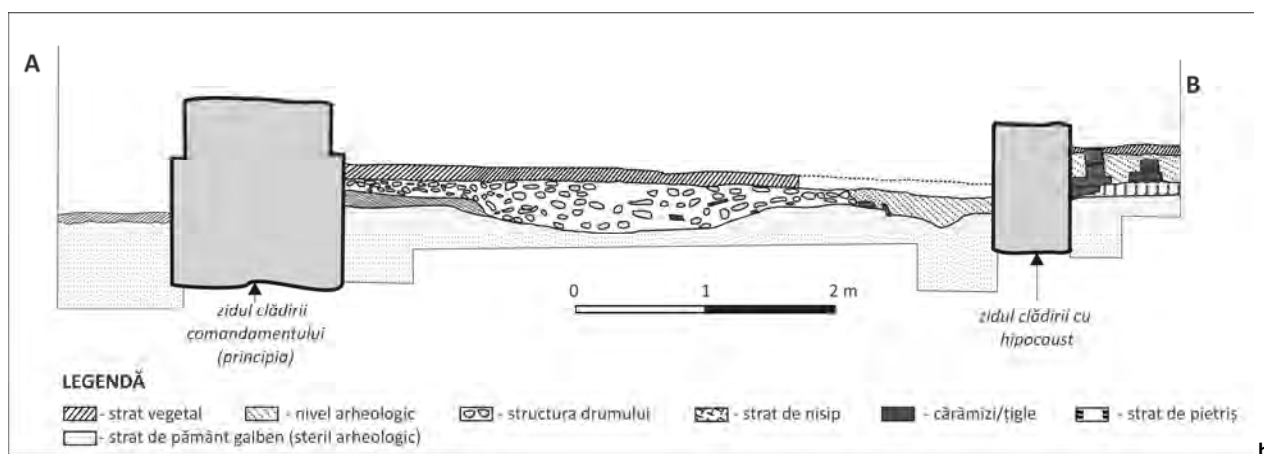 A
B
0 1 2 m
zidul clădirii
comandamentului
(principia)
zidul clădirii cu
hipocaust
LEGENDĂ
- strat vegetal - nivel arheologic - structura drumului - strat de nisip - cărămizi/țigle - strat de pietriș
- strat de pământ galben (steril arheologic)
b